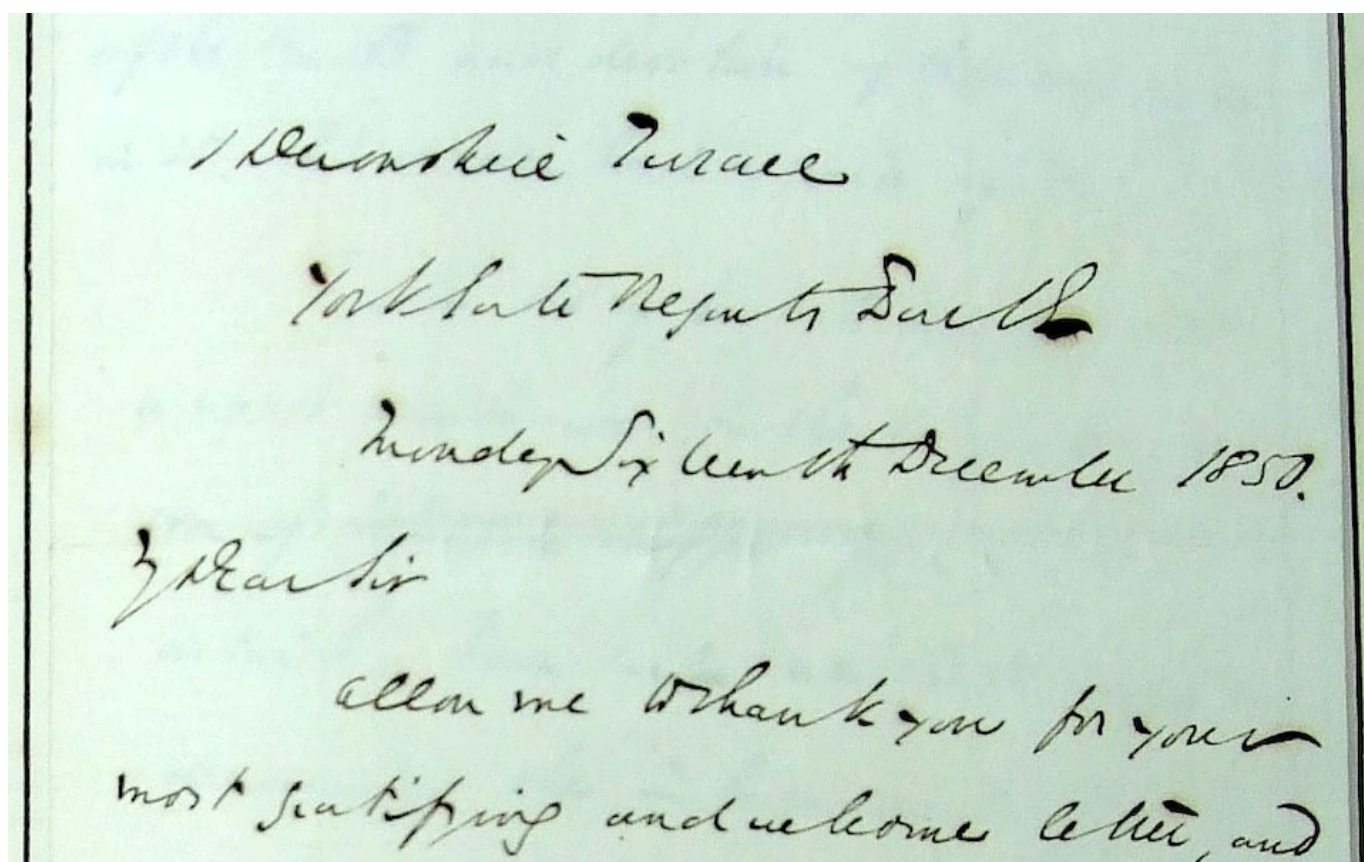 1 Devonshire Terrace
York Gate Regents Park
Monday Sixteenth December 1850.
My Dear Sir
Allow me to thank you for your
most gratifying and welcome letter, and